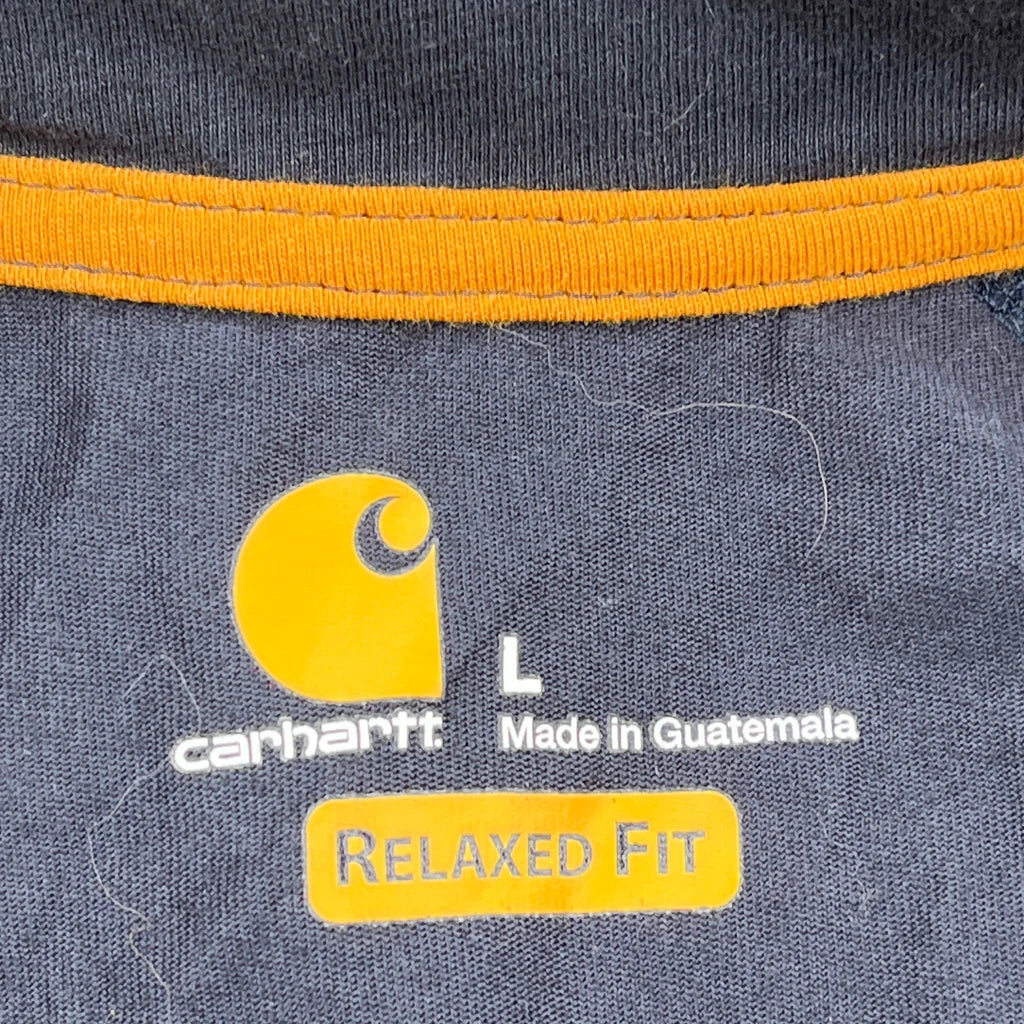 L
carhartt
Made in Guatemala
RELAXED FIT